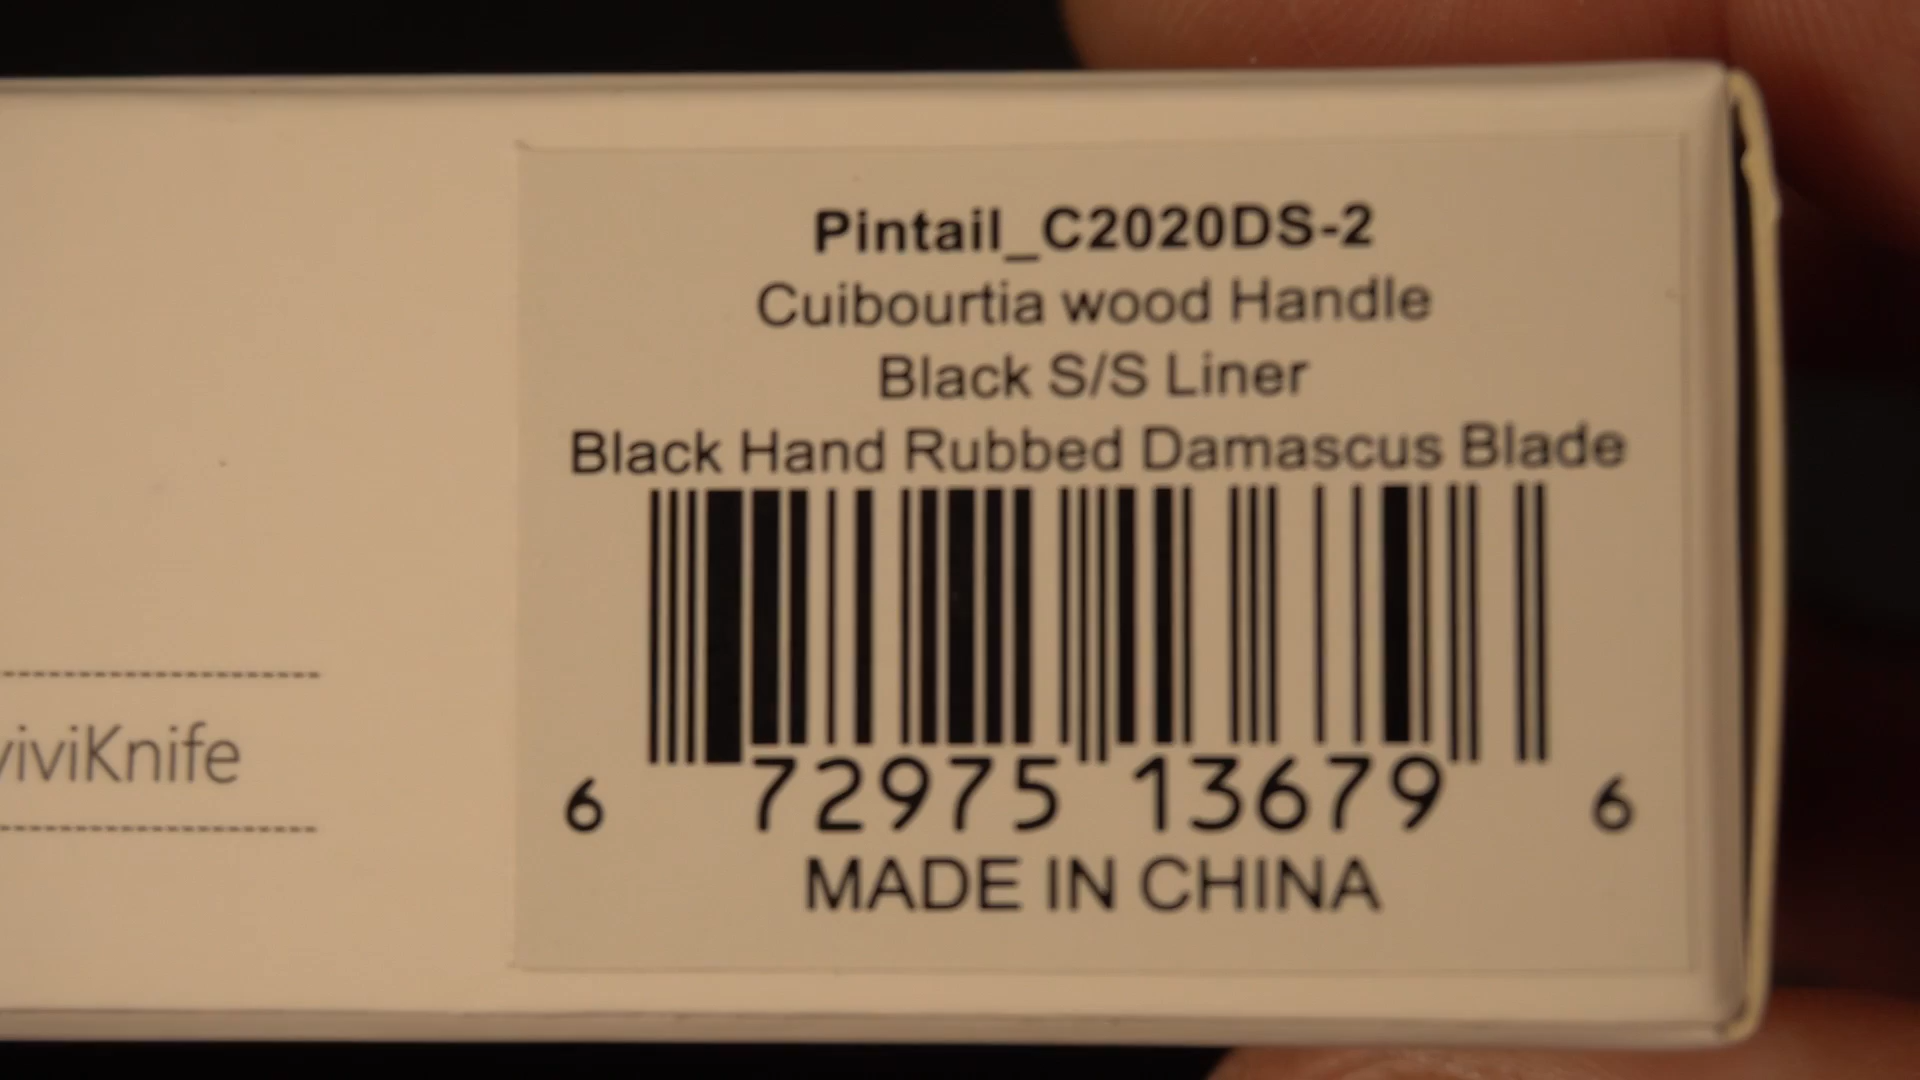 Pintail_C2020DS-2
Cuibourtia wood Handle
Black S/S Liner
Black Hand Rubbed Damascus Blade
6 72975 13679 6
MADE IN CHINA
viviKnife